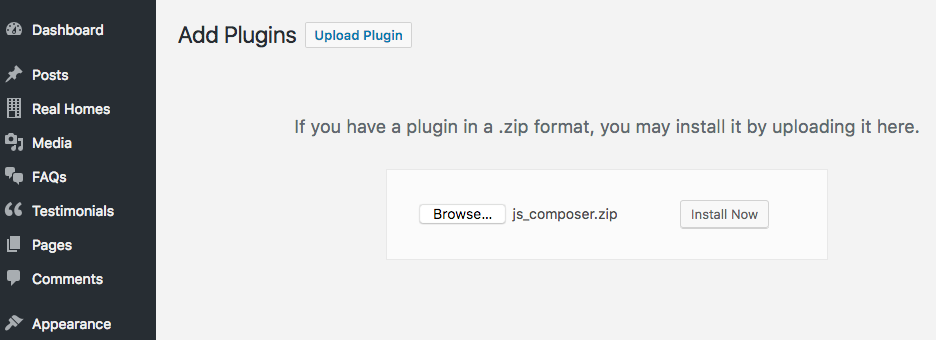 Dashboard
Posts
Real Homes
Media
FAQs
Testimonials
Pages
Comments
Appearance
Add Plugins Upload Plugin
If you have a plugin in a .zip format, you may install it by uploading it here.
Browse... js_composer.zip Install Now